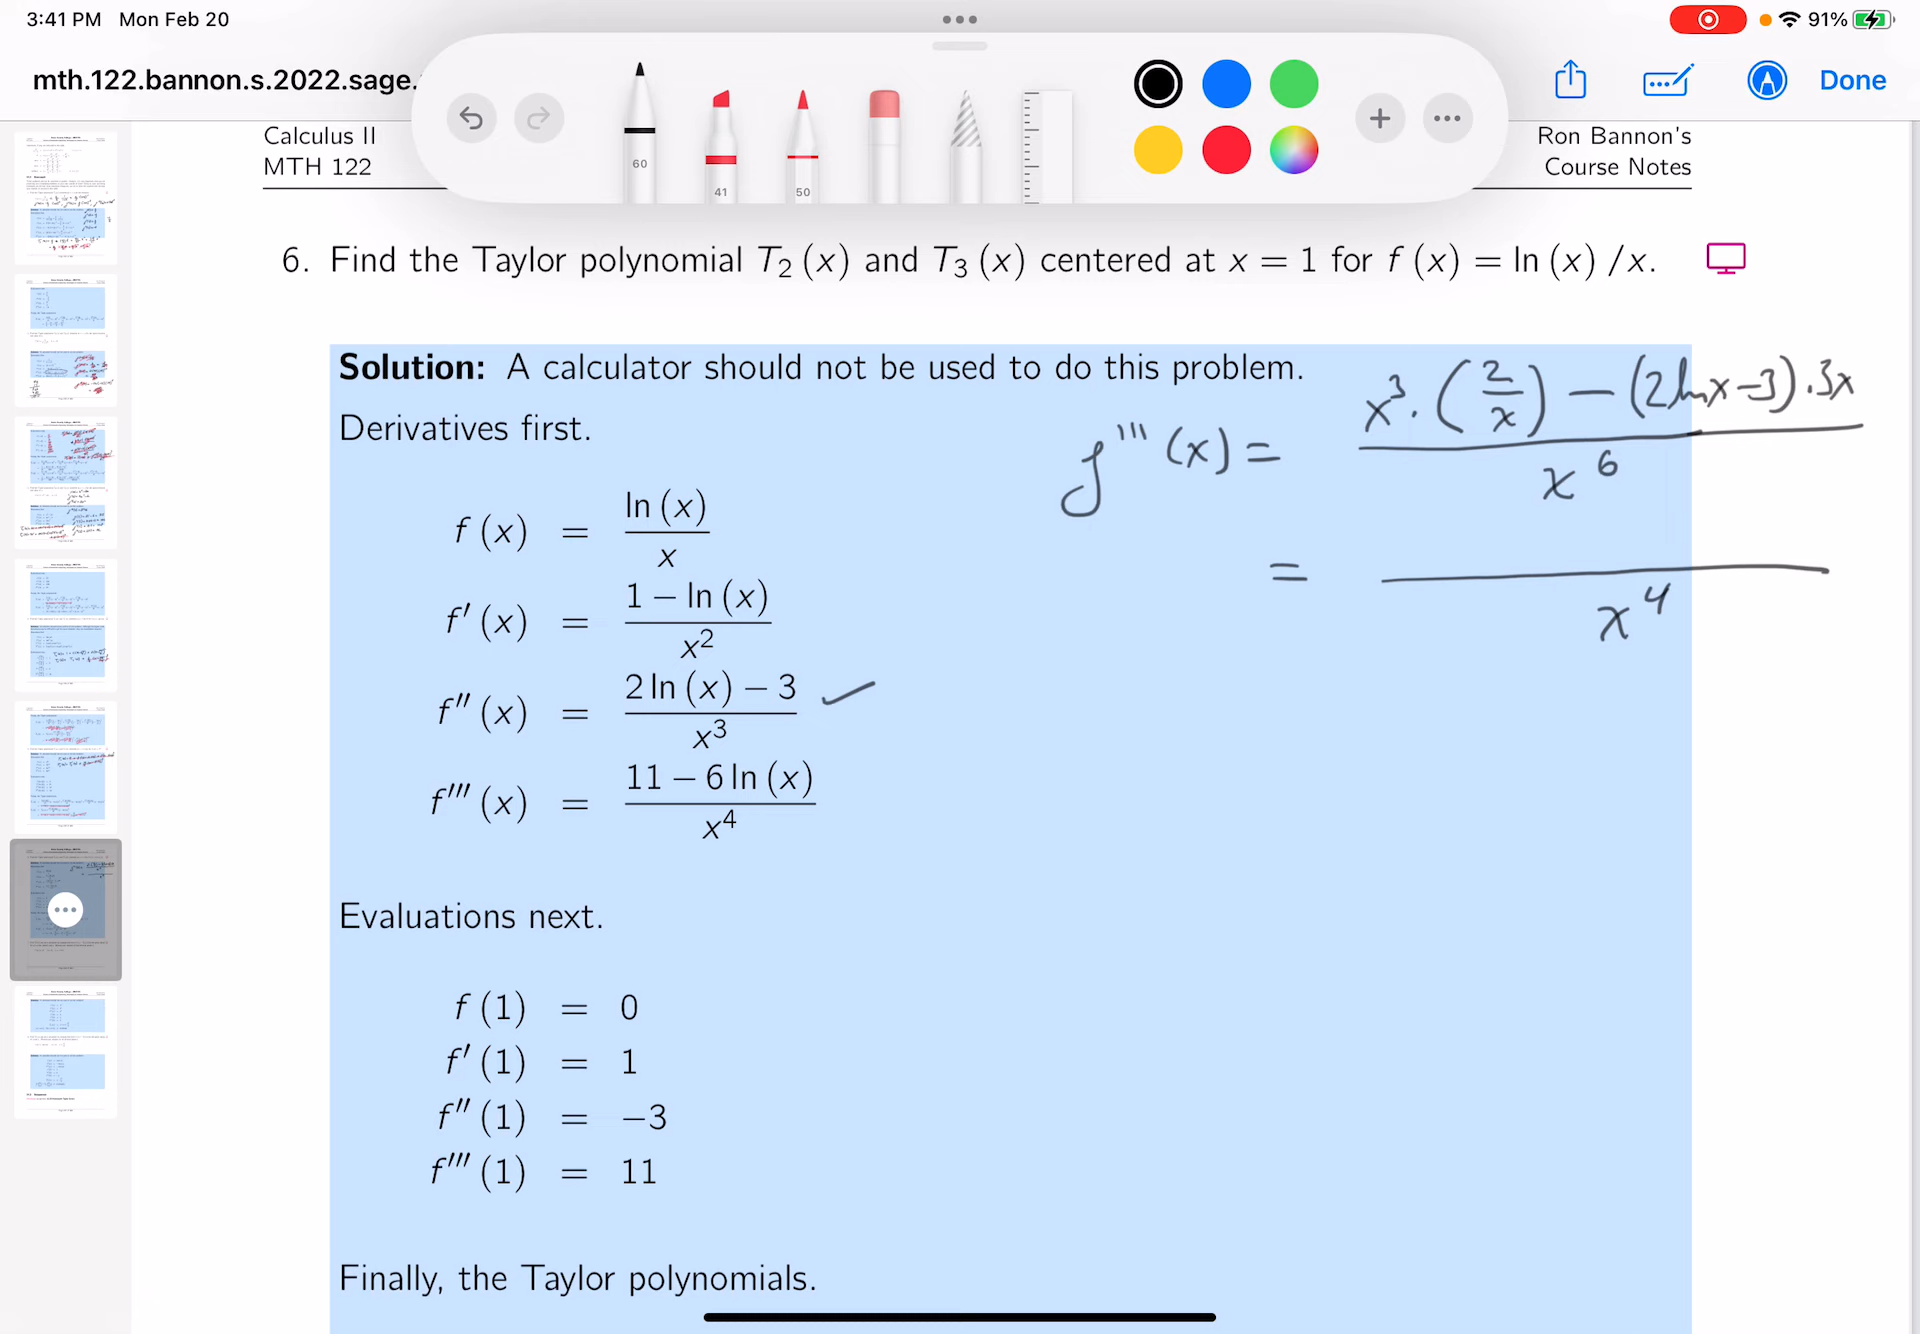 3:41 PM Mon Feb 20
91%
mth.122.bannon.s.2022.sage.
Done
60
41
50
Calculus II
MTH 122
Ron Bannon's
Course Notes
6. Find the Taylor polynomial T₂ (x) and T₃ (x) centered at x = 1 for f (x) = ln (x) /x.
Solution: A calculator should not be used to do this problem.
Derivatives first.
f (x) = ln (x) / x
f′ (x) = 1 − ln (x) / x²
f″ (x) = 2 ln (x) − 3 / x³ ✓
f‴ (x) = 11 − 6 ln (x) / x⁴
f‴(x) = x³·(2/x) − (2lnx−3)·3x / x⁶
= / x⁴
Evaluations next.
f (1) = 0
f′ (1) = 1
f″ (1) = −3
f‴ (1) = 11
Finally, the Taylor polynomials.